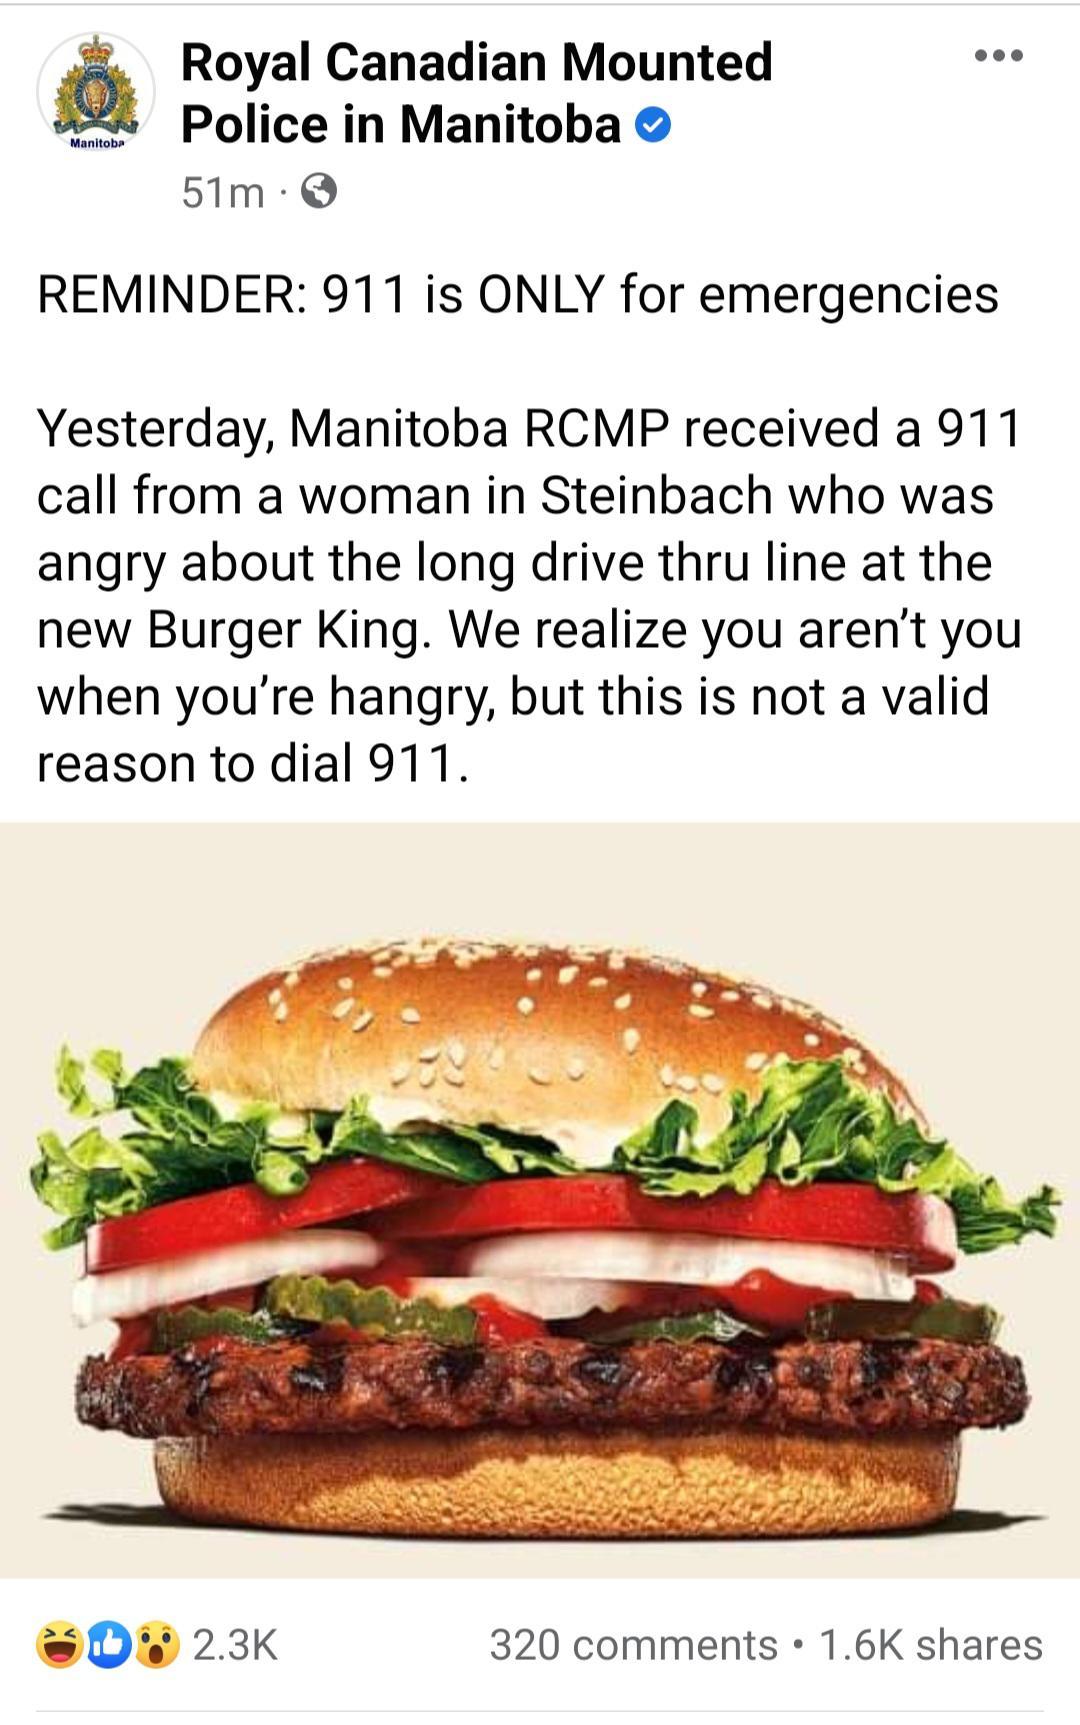 Royal Canadian Mounted
Police in Manitoba
Manitoba
51m ·
REMINDER: 911 is ONLY for emergencies
Yesterday, Manitoba RCMP received a 911
call from a woman in Steinbach who was
angry about the long drive thru line at the
new Burger King. We realize you aren’t you
when you’re hangry, but this is not a valid
reason to dial 911.
2.3K
320 comments • 1.6K shares